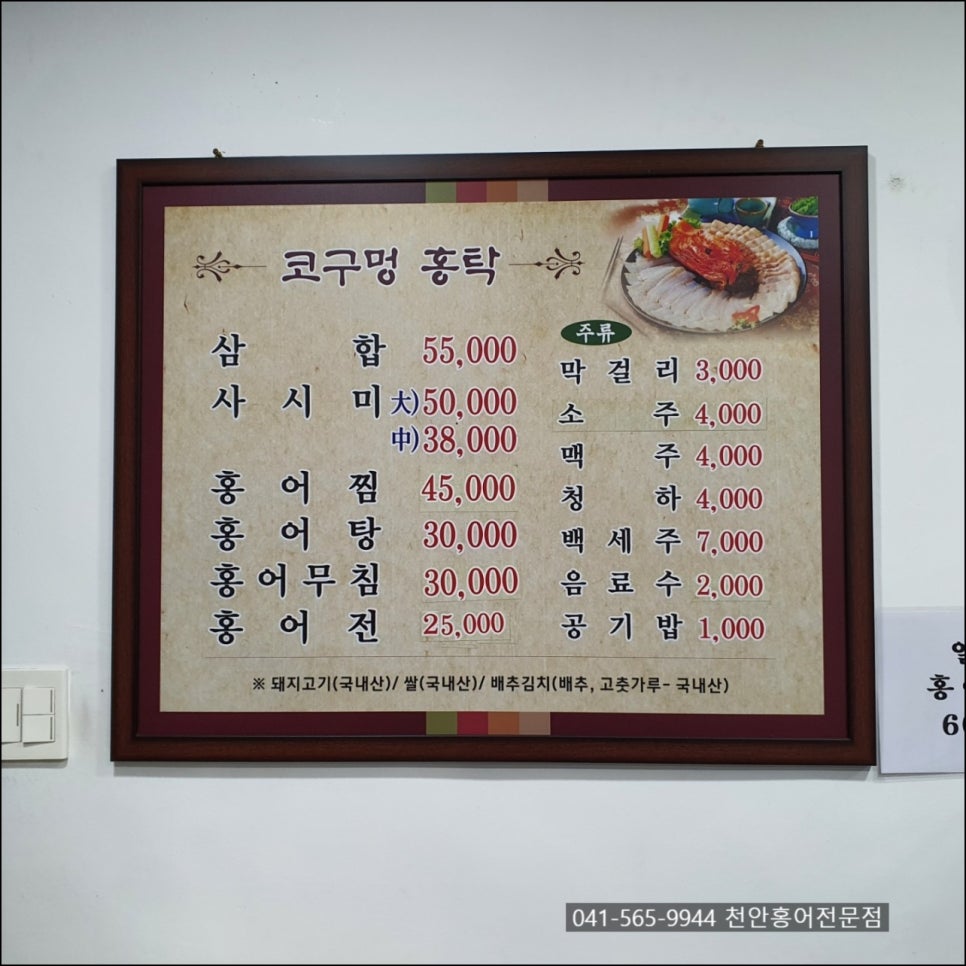 코구멍 홍탁
삼합 55,000
사시미 大)50,000
中)38,000
홍어찜 45,000
홍어탕 30,000
홍어무침 30,000
홍어전 25,000
주류
막걸리 3,000
소주 4,000
맥주 4,000
청하 4,000
백세주 7,000
음료수 2,000
공기밥 1,000
※ 돼지고기(국내산)/ 쌀(국내산)/ 배추김치(배추, 고춧가루- 국내산)
홍
6
041-565-9944 천안홍어전문점